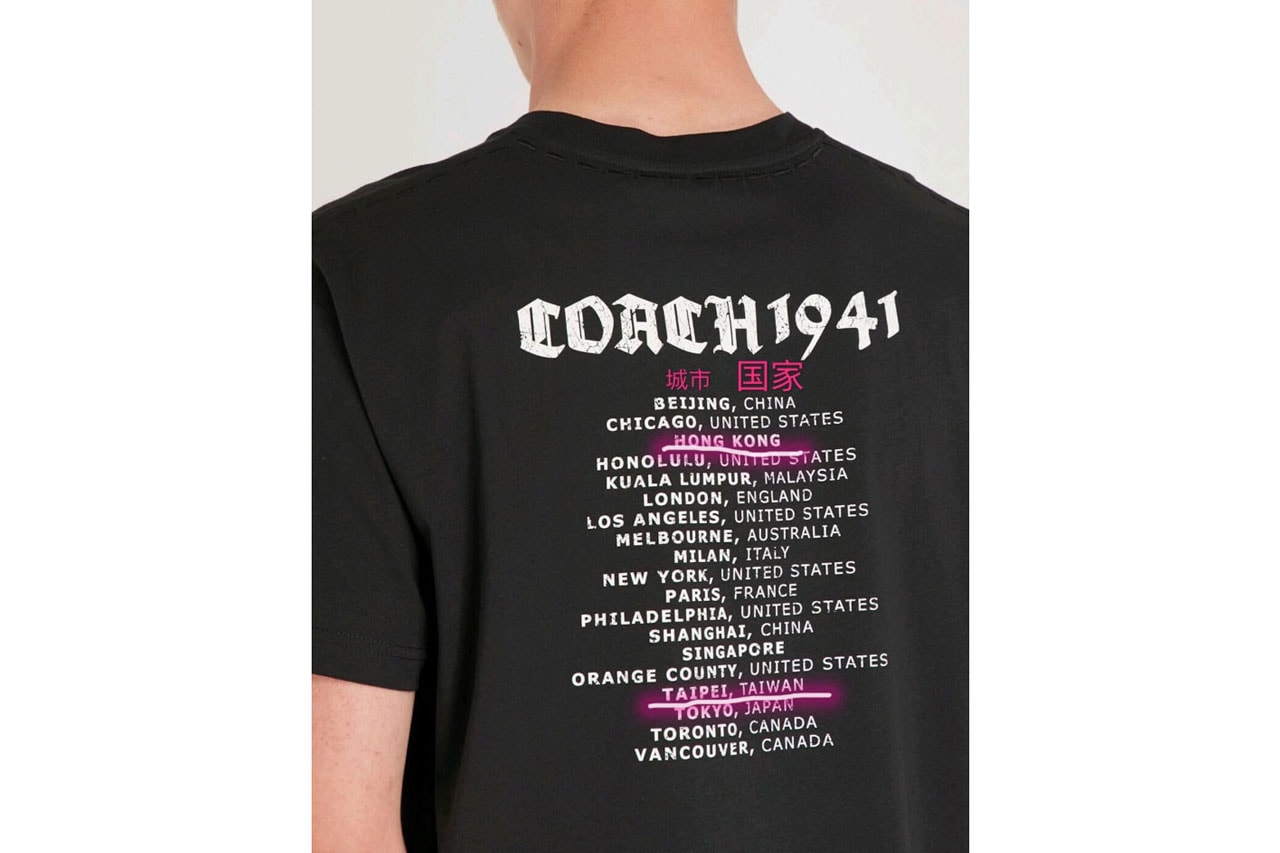 COACH 1941
城市 国家
BEIJING, CHINA
CHICAGO, UNITED STATES
HONG KONG
HONOLULU, UNITED STATES
KUALA LUMPUR, MALAYSIA
LONDON, ENGLAND
LOS ANGELES, UNITED STATES
MELBOURNE, AUSTRALIA
MILAN, ITALY
NEW YORK, UNITED STATES
PARIS, FRANCE
PHILADELPHIA, UNITED STATES
SHANGHAI, CHINA
SINGAPORE
ORANGE COUNTY, UNITED STATES
TAIPEI, TAIWAN
TOKYO, JAPAN
TORONTO, CANADA
VANCOUVER, CANADA